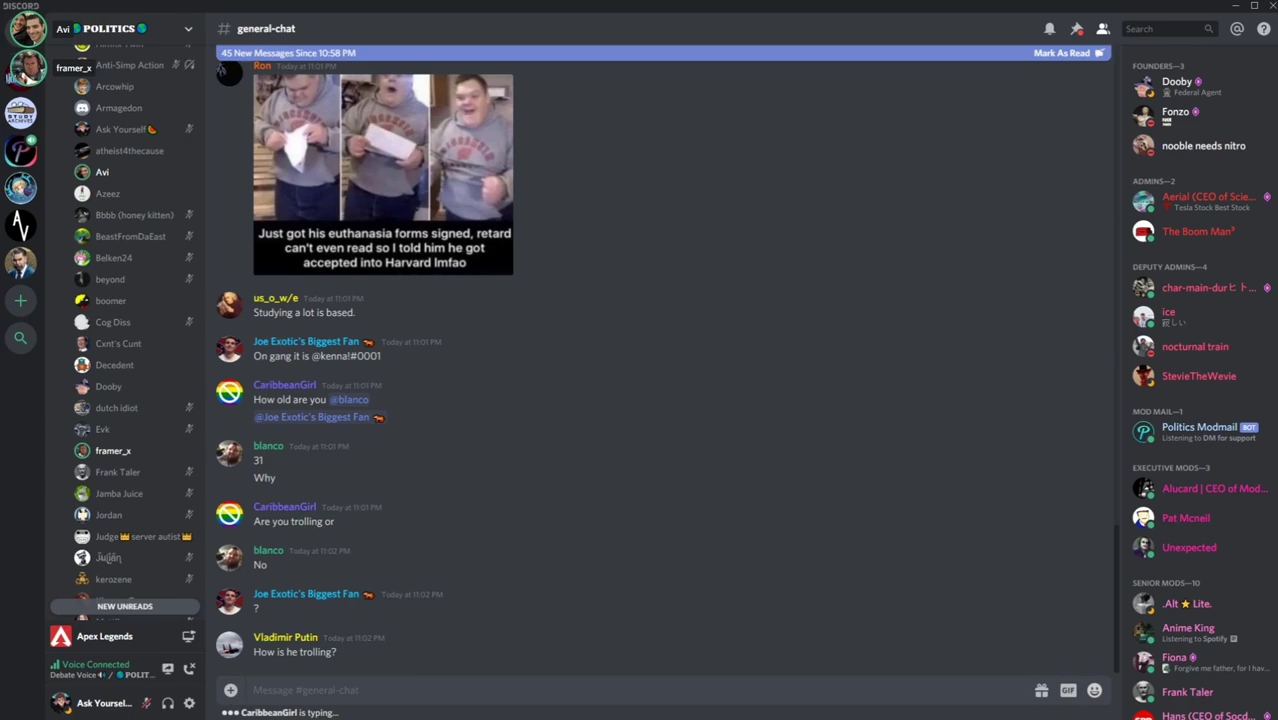 DISCORD
Avi 🌎 POLITICS 🌎
framer_x
Anti-Simp Action
Arcowhip
Armagedon
Ask Yourself 🍉
atheist4thecause
Avi
Azeez
Bbbb (honey kitten)
BeastFromDaEast
Belken24
beyond
boomer
Cog Diss
Cxnt's Cunt
Decedent
Dooby
dutch idiot
Evk
framer_x
Frank Taler
Jamba Juice
Jordan
Judge 👑 server autist 👑
Julian
kerozene
NEW UNREADS
Apex Legends
Voice Connected
Debate Voice / 🌎 POLIT...
Ask Yoursel...
# general-chat
Search
45 New Messages Since 10:58 PM
Mark As Read
Ron Today at 11:01 PM
Just got his euthanasia forms signed, retard
can't even read so I told him he got
accepted into Harvard lmfao
us_o_w/e Today at 11:01 PM
Studying a lot is based.
Joe Exotic's Biggest Fan 🐅 Today at 11:01 PM
On gang it is @kenna!#0001
CaribbeanGirl Today at 11:01 PM
How old are you @blanco
@Joe Exotic's Biggest Fan 🐅
blanco Today at 11:01 PM
31
Why
CaribbeanGirl Today at 11:01 PM
Are you trolling or
blanco Today at 11:02 PM
No
Joe Exotic's Biggest Fan 🐅 Today at 11:02 PM
?
Vladimir Putin Today at 11:02 PM
How is he trolling?
Message #general-chat
GIF
CaribbeanGirl is typing...
FOUNDERS—3
Dooby
Federal Agent
Fonzo
nooble needs nitro
ADMINS—2
Aerial (CEO of Scie...
Tesla Stock Best Stock
The Boom Man³
DEPUTY ADMINS—4
char-main-durヒト...
ice
寂しい
nocturnal train
StevieTheWevie
MOD MAIL—1
Politics Modmail BOT
Listening to DM for support
EXECUTIVE MODS—3
Alucard | CEO of Mod...
Pat Mcneil
Unexpected
SENIOR MODS—10
.Alt ⭐ Lite.
Anime King
Listening to Spotify
Fiona
Forgive me father, for I hav...
Frank Taler
Hans (CEO of Socd...